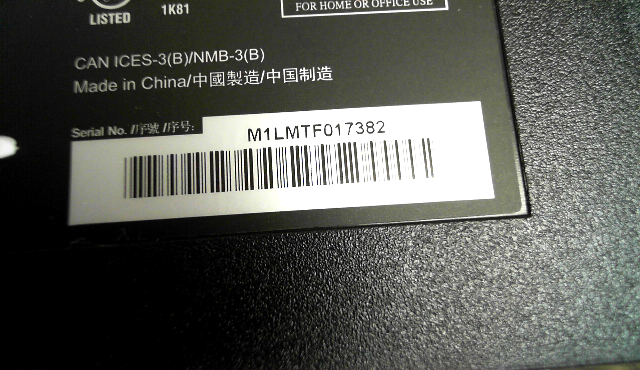 LISTED
1K81
FOR HOME OR OFFICE USE
CAN ICES-3(B)/NMB-3(B)
Made in China/中國製造/中国制造
Serial No. /序號 /序号:
M1LMTF017382